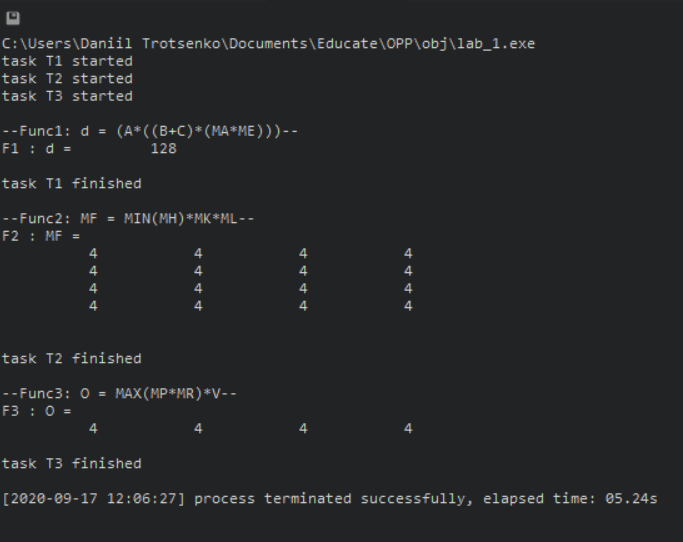 C:\Users\Daniil Trotsenko\Documents\Educate\OPP\obj\lab_1.exe
task T1 started
task T2 started
task T3 started
--Func1: d = (A*((B+C)*(MA*ME)))--
F1 : d =         128
task T1 finished
--Func2: MF = MIN(MH)*MK*ML--
F2 : MF =
4           4           4           4
4           4           4           4
4           4           4           4
4           4           4           4
task T2 finished
--Func3: O = MAX(MP*MR)*V--
F3 : O =
4           4           4           4
task T3 finished
[2020-09-17 12:06:27] process terminated successfully, elapsed time: 05.24s